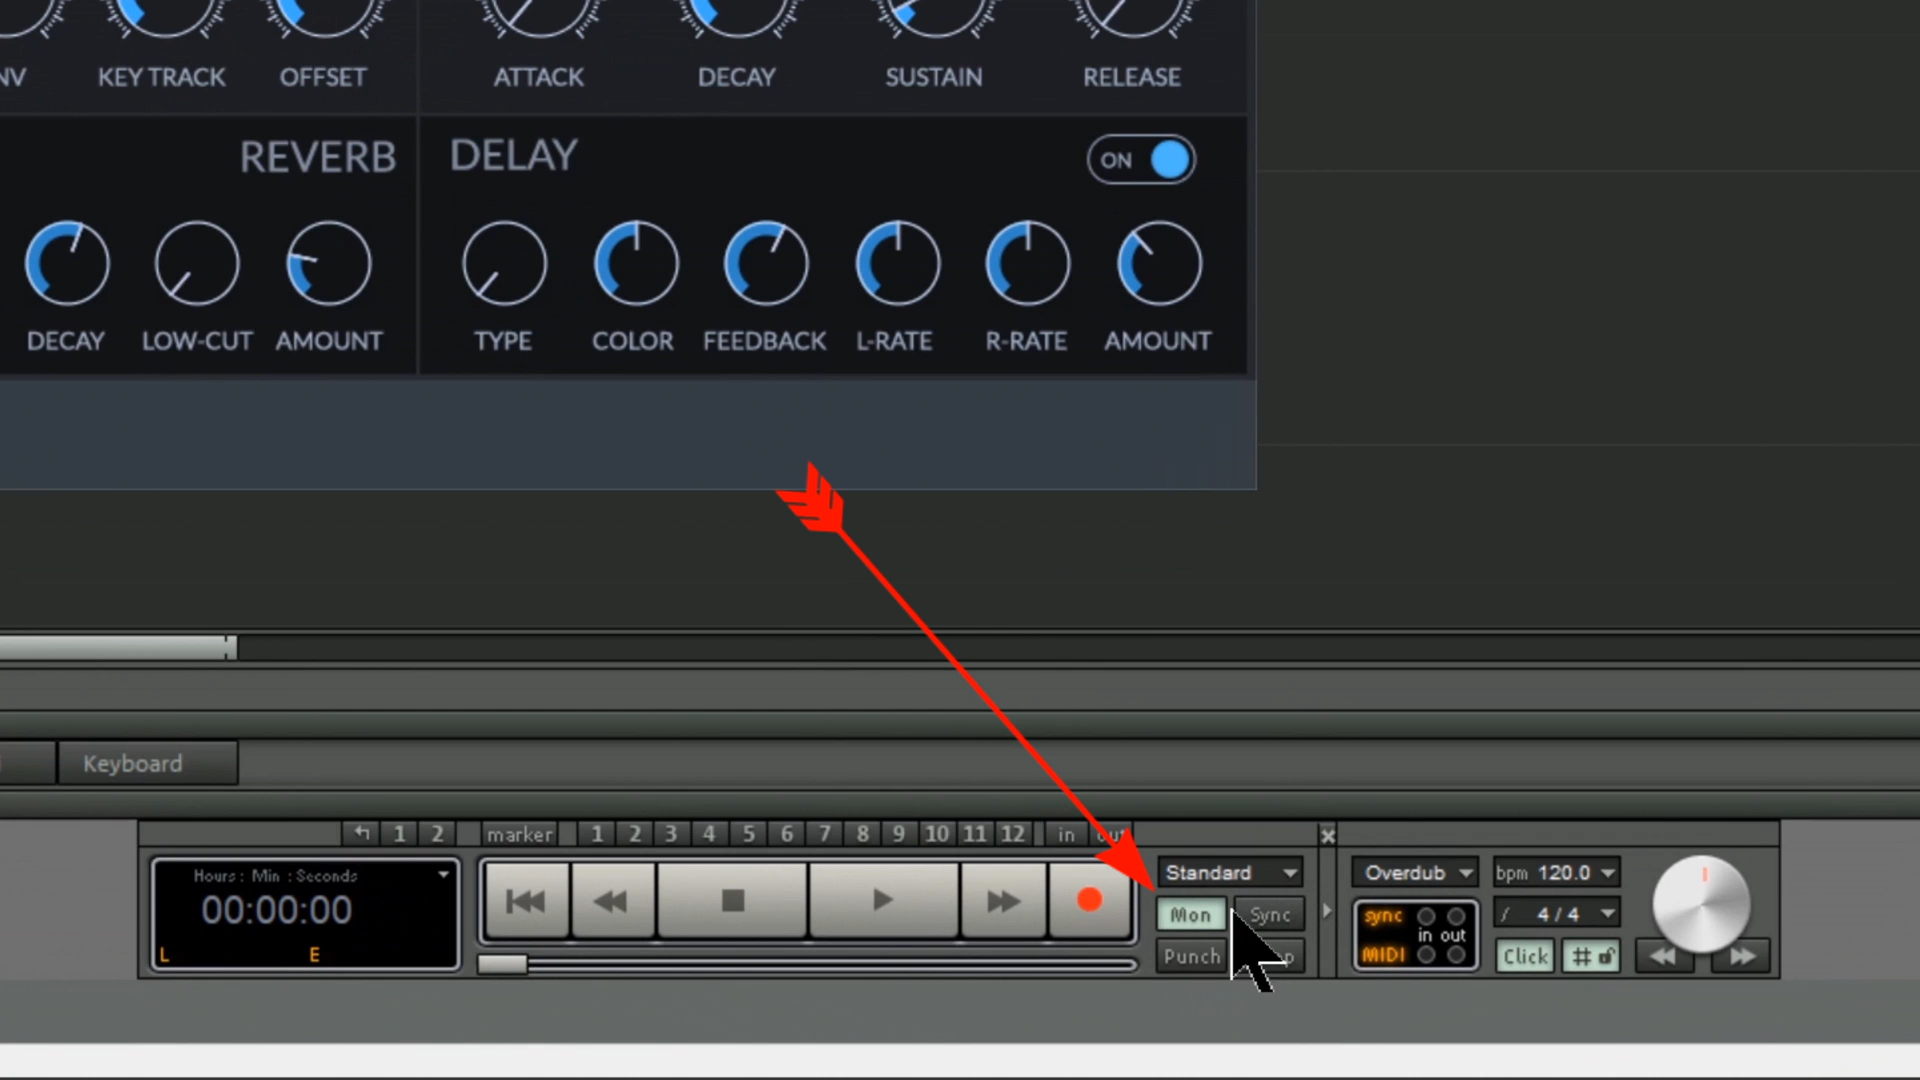 NV KEY TRACK OFFSET ATTACK DECAY SUSTAIN RELEASE
REVERB DELAY ON
DECAY LOW-CUT AMOUNT TYPE COLOR FEEDBACK L-RATE R-RATE AMOUNT
Keyboard
1 2 marker 1 2 3 4 5 6 7 8 9 10 11 12 in out
Hours : Min : Seconds
00:00:00
L E
Standard
Mon Sync
Punch
Overdub bpm 120.0
sync in out / 4 / 4
MIDI Click #